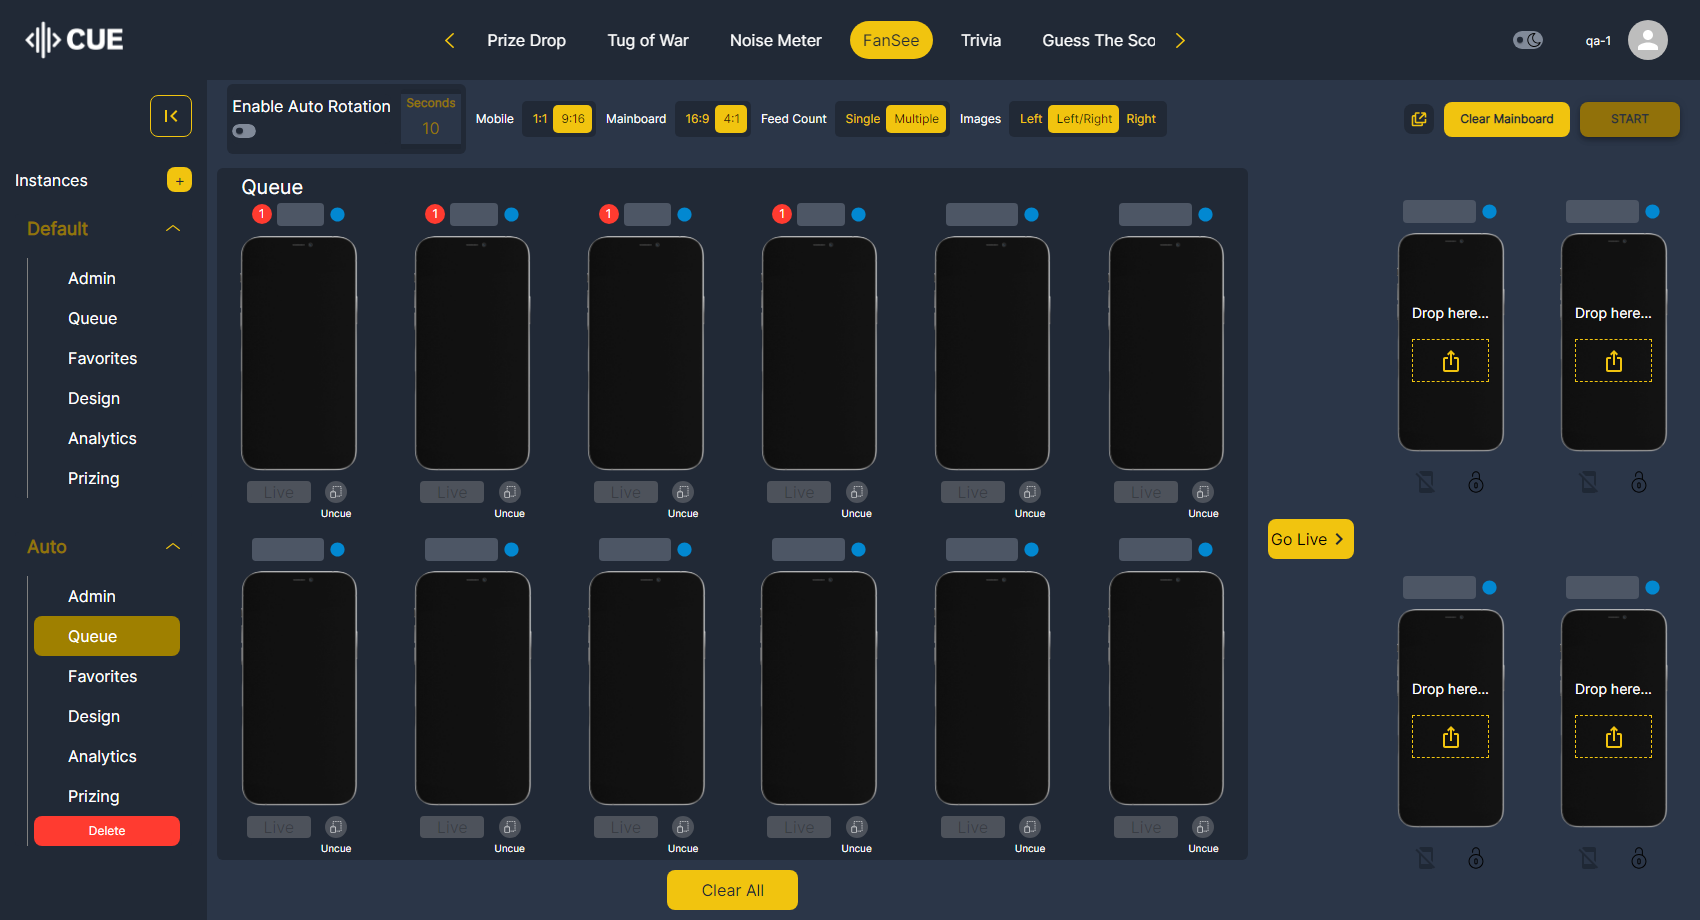 CUE
Prize Drop
Tug of War
Noise Meter
FanSee
Trivia
Guess The Sco
qa-1
Enable Auto Rotation
Seconds
10
Mobile
1:1
9:16
Mainboard
16:9
4:1
Feed Count
Single
Multiple
Images
Left
Left/Right
Right
Clear Mainboard
START
Instances
+
Default
Admin
Queue
Favorites
Design
Analytics
Prizing
Auto
Admin
Queue
Favorites
Design
Analytics
Prizing
Delete
Queue
1
1
1
1
Live
Live
Live
Live
Live
Live
Uncue
Uncue
Uncue
Uncue
Uncue
Uncue
Live
Live
Live
Live
Live
Live
Uncue
Uncue
Uncue
Uncue
Uncue
Uncue
Clear All
Go Live
Drop here...
Drop here...
Drop here...
Drop here...